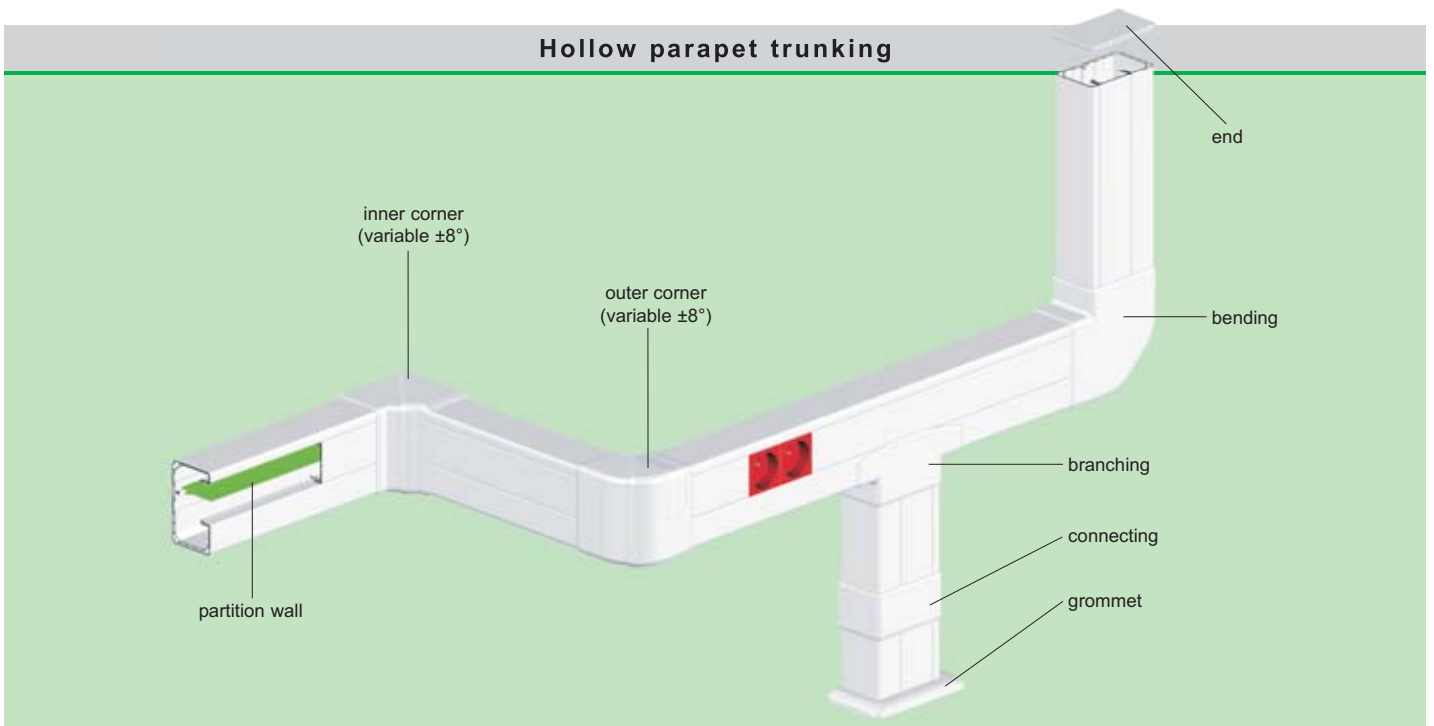 Hollow parapet trunking
end
inner corner
(variable ±8°)
outer corner
(variable ±8°)
bending
branching
connecting
grommet
partition wall